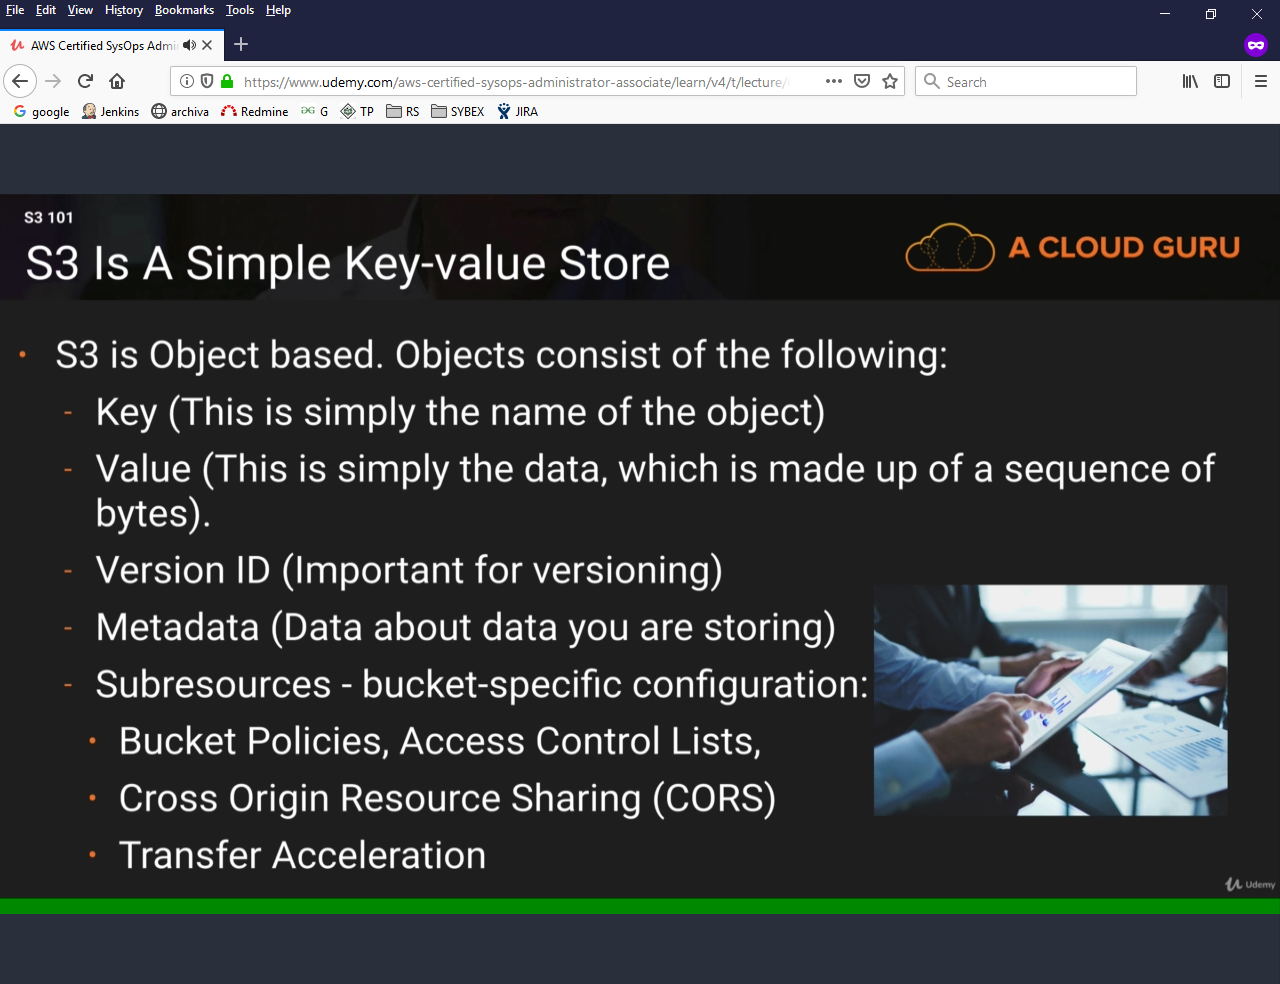 File Edit View History Bookmarks Tools Help
AWS Certified SysOps Admi
https://www.udemy.com/aws-certified-sysops-administrator-associate/learn/v4/t/lecture/
Search
google Jenkins archiva Redmine G TP RS SYBEX JIRA
S3 101
S3 Is A Simple Key-value Store
A CLOUD GURU
• S3 is Object based. Objects consist of the following:
- Key (This is simply the name of the object)
- Value (This is simply the data, which is made up of a sequence of
bytes).
- Version ID (Important for versioning)
- Metadata (Data about data you are storing)
- Subresources - bucket-specific configuration:
• Bucket Policies, Access Control Lists,
• Cross Origin Resource Sharing (CORS)
• Transfer Acceleration
Udemy